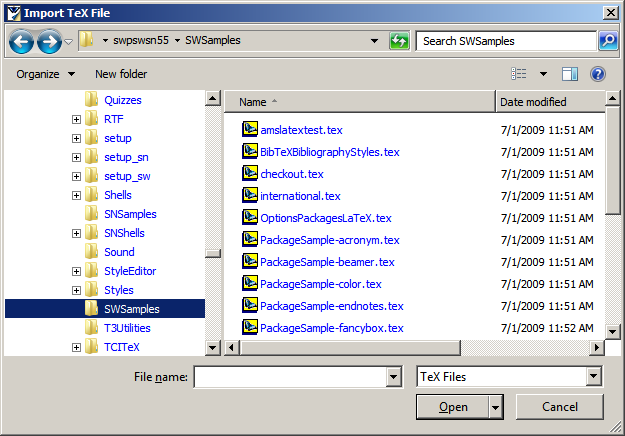 Import TeX File
swpswsn55 SWSamples Search SWSamples
Organize New folder
Quizzes
RTF
setup
setup_sn
setup_sw
Shells
SNSamples
SNShells
Sound
StyleEditor
Styles
SWSamples
T3Utilities
TCITeX
Name Date modified
amslatextest.tex 7/1/2009 11:51 AM
BibTeXBibliographyStyles.tex 7/1/2009 11:51 AM
checkout.tex 7/1/2009 11:51 AM
international.tex 7/1/2009 11:51 AM
OptionsPackagesLaTeX.tex 7/1/2009 11:51 AM
PackageSample-acronym.tex 7/1/2009 11:51 AM
PackageSample-beamer.tex 7/1/2009 11:51 AM
PackageSample-color.tex 7/1/2009 11:51 AM
PackageSample-endnotes.tex 7/1/2009 11:51 AM
PackageSample-fancybox.tex 7/1/2009 11:52 AM
File name: TeX Files
Open Cancel